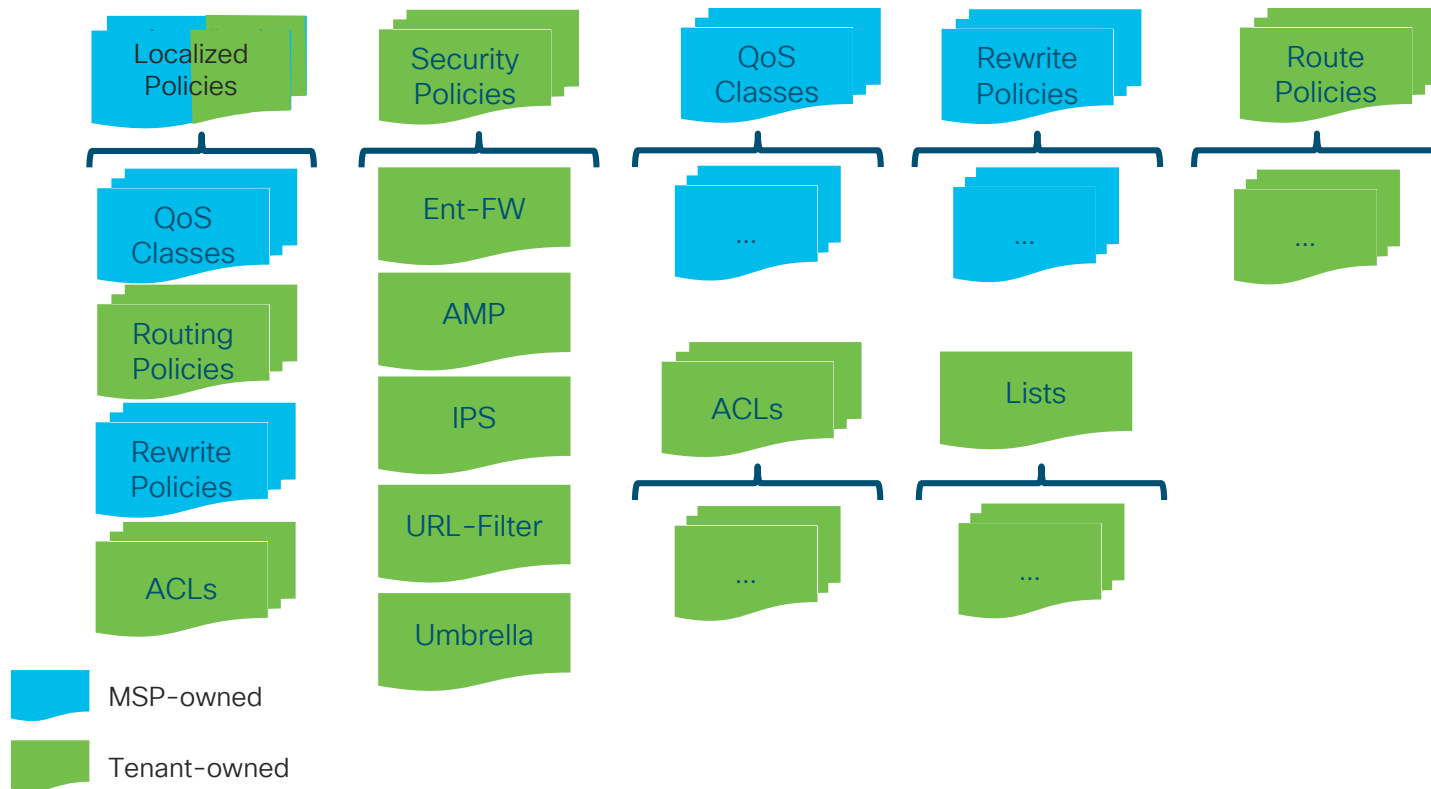 Localized
Policies
Security
Policies
QoS
Classes
Rewrite
Policies
Route
Policies
QoS
Classes
Routing
Policies
Rewrite
Policies
ACLs
Ent-FW
AMP
IPS
URL-Filter
Umbrella
...
...
...
ACLs
...
Lists
...
MSP-owned
Tenant-owned